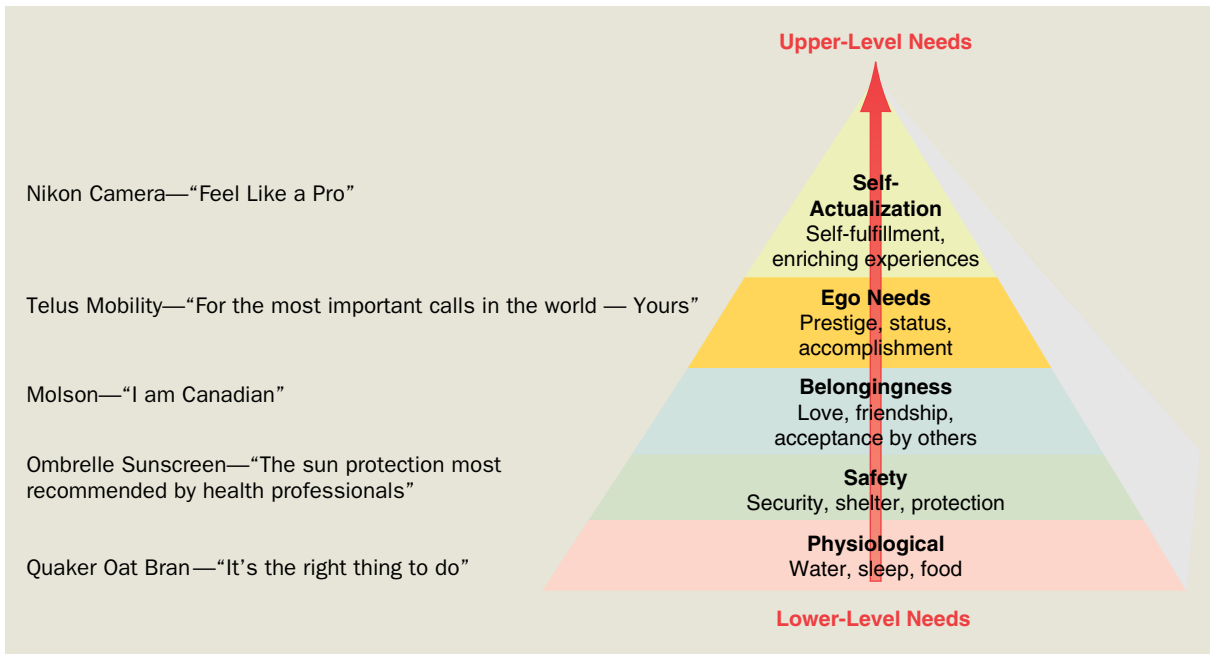 Upper-Level Needs
Nikon Camera—“Feel Like a Pro”
Self-
Actualization
Self-fulfillment,
enriching experiences
Telus Mobility—“For the most important calls in the world — Yours”
Ego Needs
Prestige, status,
accomplishment
Molson—“I am Canadian”
Belongingness
Love, friendship,
acceptance by others
Ombrelle Sunscreen—“The sun protection most
recommended by health professionals”
Safety
Security, shelter, protection
Quaker Oat Bran—“It’s the right thing to do”
Physiological
Water, sleep, food
Lower-Level Needs